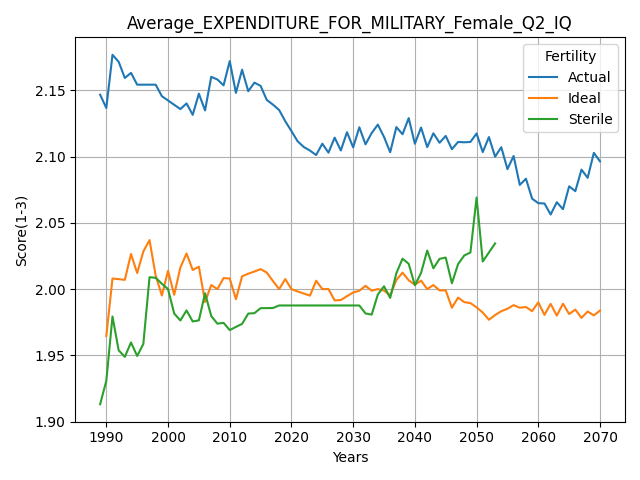 Average_EXPENDITURE_FOR_MILITARY_Female_Q2_IQ
Fertility
Actual
Ideal
Sterile
Score(1-3)
2.15
2.10
2.05
2.00
1.95
1.90
1990 2000 2010 2020 2030 2040 2050 2060 2070
Years